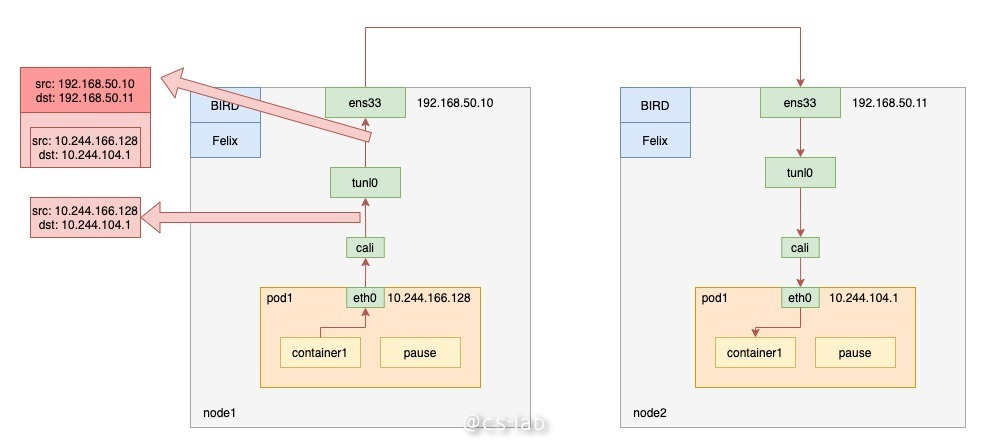 src: 192.168.50.10
dst: 192.168.50.11
src: 10.244.166.128
dst: 10.244.104.1
src: 10.244.166.128
dst: 10.244.104.1
BIRD
Felix
ens33
192.168.50.10
tunl0
cali
pod1
eth0
10.244.166.128
container1
pause
node1
BIRD
Felix
ens33
192.168.50.11
tunl0
cali
pod1
eth0
10.244.104.1
container1
pause
node2
@cs-lab